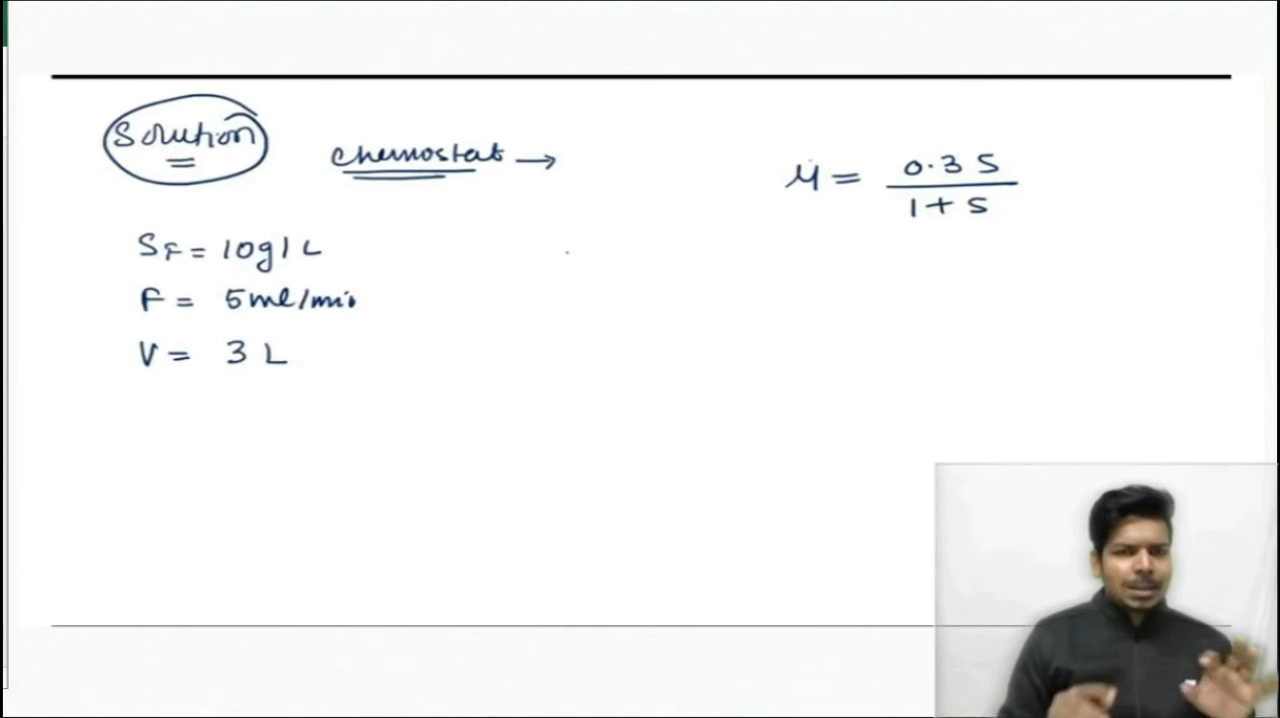 Solution
chemostat →
μ = 0.3 S / 1 + S
SF = 10g/L
F = 5ml/min
V = 3 L